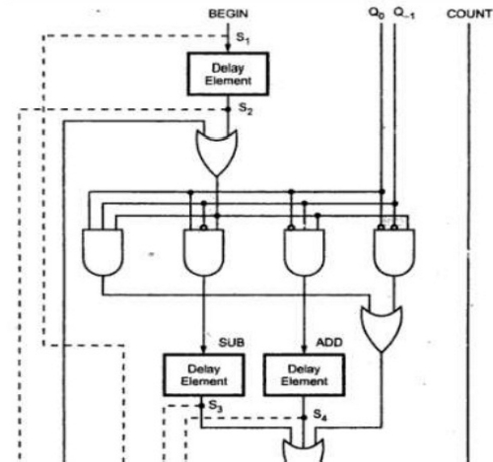 BEGIN Q₀ Q₋₁ COUNT
S₁
Delay
Element
S₂
SUB ADD
Delay Delay
Element Element
S₃ S₄